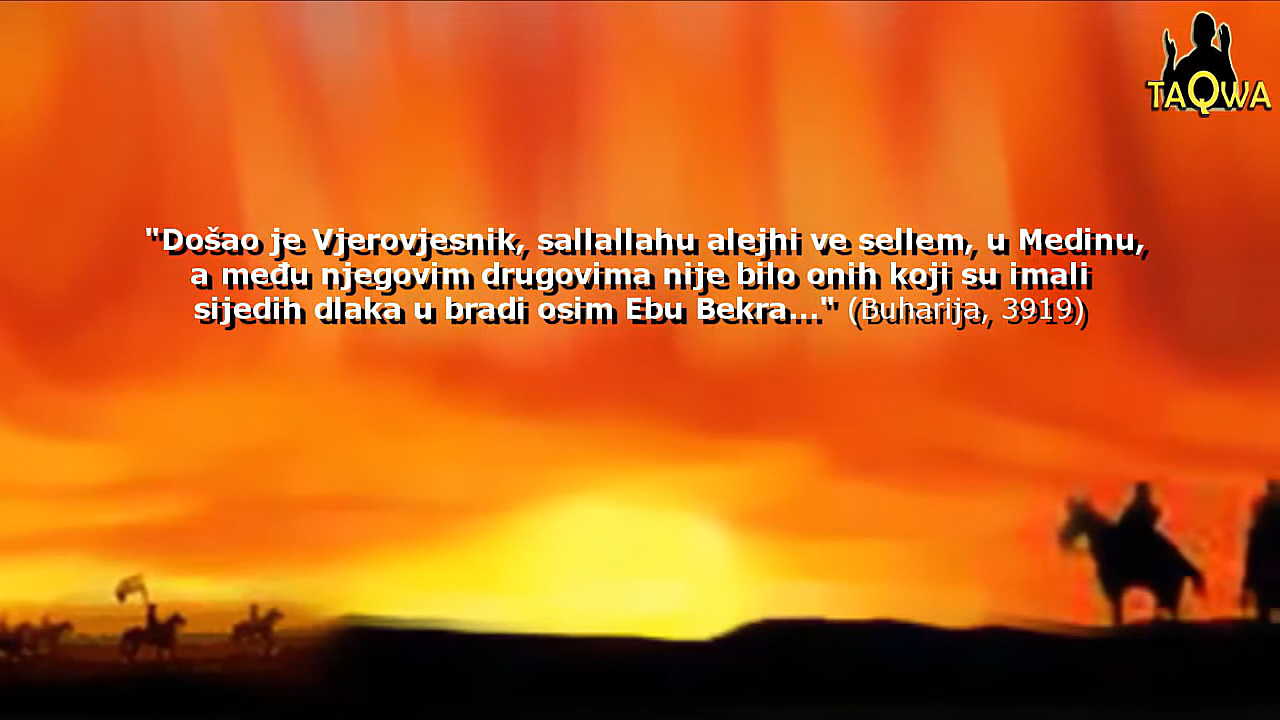 TAQWA
"Došao je Vjerovjesnik, sallallahu alejhi ve sellem, u Medinu,
a među njegovim drugovima nije bilo onih koji su imali
sijedih dlaka u bradi osim Ebu Bekra..." (Buharija, 3919)